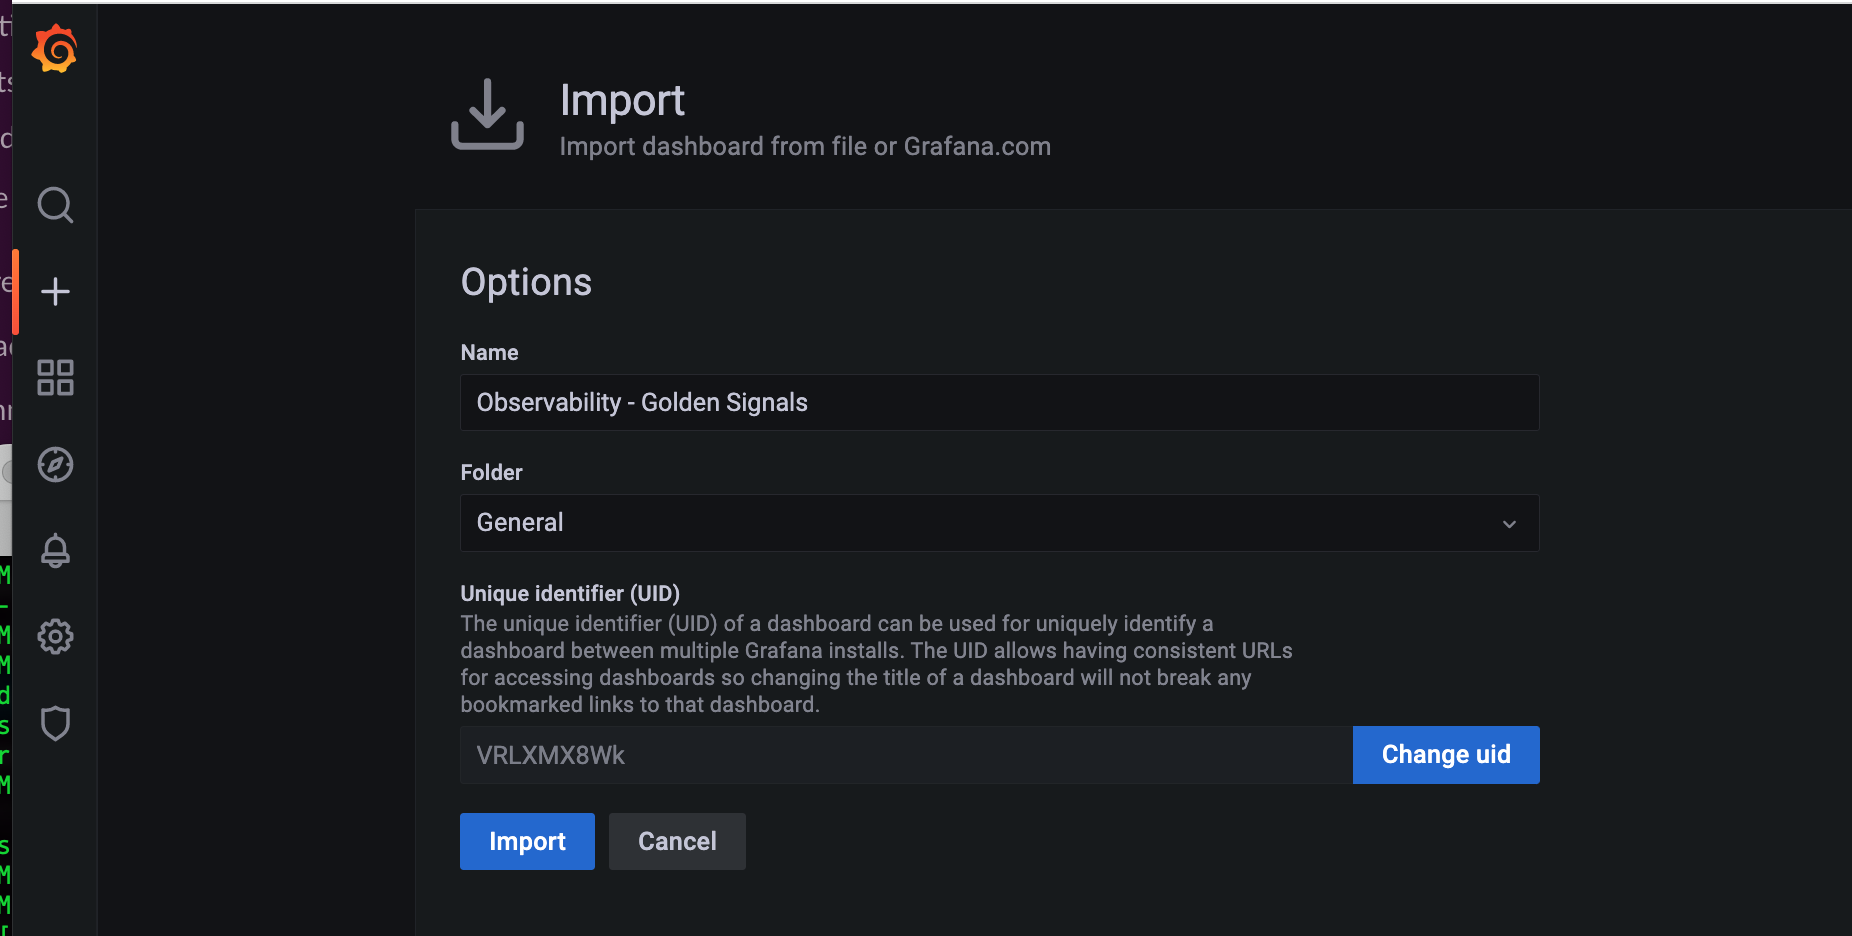 Import
Import dashboard from file or Grafana.com
Options
Name
Observability - Golden Signals
Folder
General
Unique identifier (UID)
The unique identifier (UID) of a dashboard can be used for uniquely identify a
dashboard between multiple Grafana installs. The UID allows having consistent URLs
for accessing dashboards so changing the title of a dashboard will not break any
bookmarked links to that dashboard.
VRLXMX8Wk
Change uid
Import
Cancel